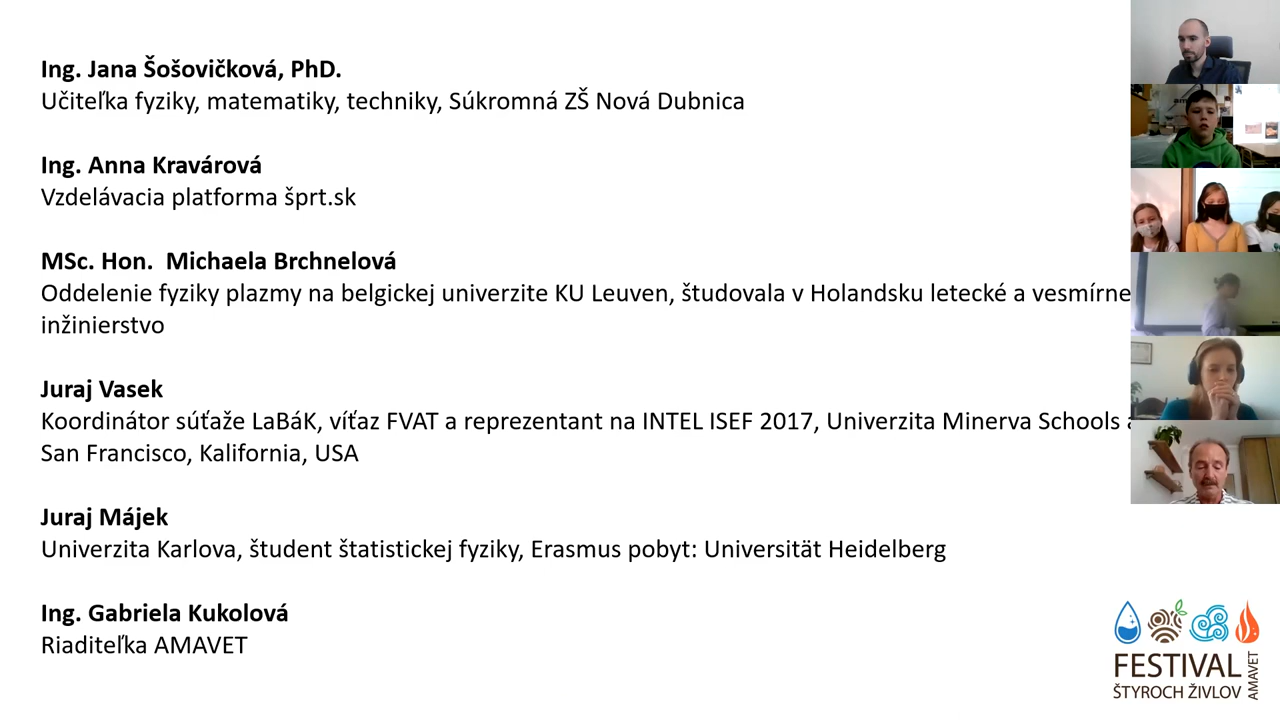 Ing. Jana Šošovičková, PhD.
Učiteľka fyziky, matematiky, techniky, Súkromná ZŠ Nová Dubnica
Ing. Anna Kravárová
Vzdelávacia platforma šprt.sk
MSc. Hon.  Michaela Brchnelová
Oddelenie fyziky plazmy na belgickej univerzite KU Leuven, študovala v Holandsku letecké a vesmírne
inžinierstvo
Juraj Vasek
Koordinátor súťaže LaBáK, víťaz FVAT a reprezentant na INTEL ISEF 2017, Univerzita Minerva Schools
San Francisco, Kalifornia, USA
Juraj Májek
Univerzita Karlova, študent štatistickej fyziky, Erasmus pobyt: Universität Heidelberg
Ing. Gabriela Kukolová
Riaditeľka AMAVET
FESTIVAL
ŠTYROCH ŽIVLOV
AMAVET